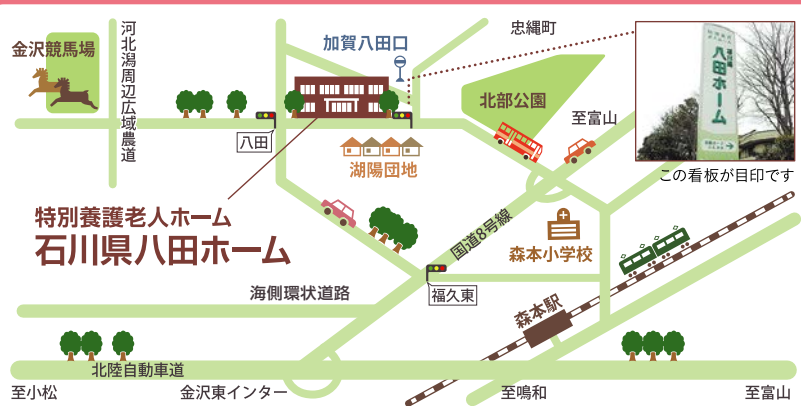 忠縄町
加賀八田口
金沢競馬場
河北潟周辺広域農道
北部公園
至富山
八田
八田ホーム
湖陽団地
この看板が目印です
特別養護老人ホーム
石川県八田ホーム
国道8号線
森本小学校
福久東
海側環状道路
森本駅
北陸自動車道
至小松
金沢東インター
至鳴和
至富山